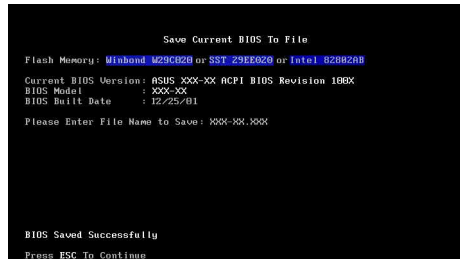 Save Current BIOS To File
Flash Memory: Winbond W29C020 or SST 29EE020 or Intel 82802AB
Current BIOS Version: ASUS XXX-XX ACPI BIOS Revision 100X
BIOS Model : XXX-XX
BIOS Built Date : 12/25/01
Please Enter File Name to Save: XXX-XX.XXX
BIOS Saved Successfully
Press ESC To Continue